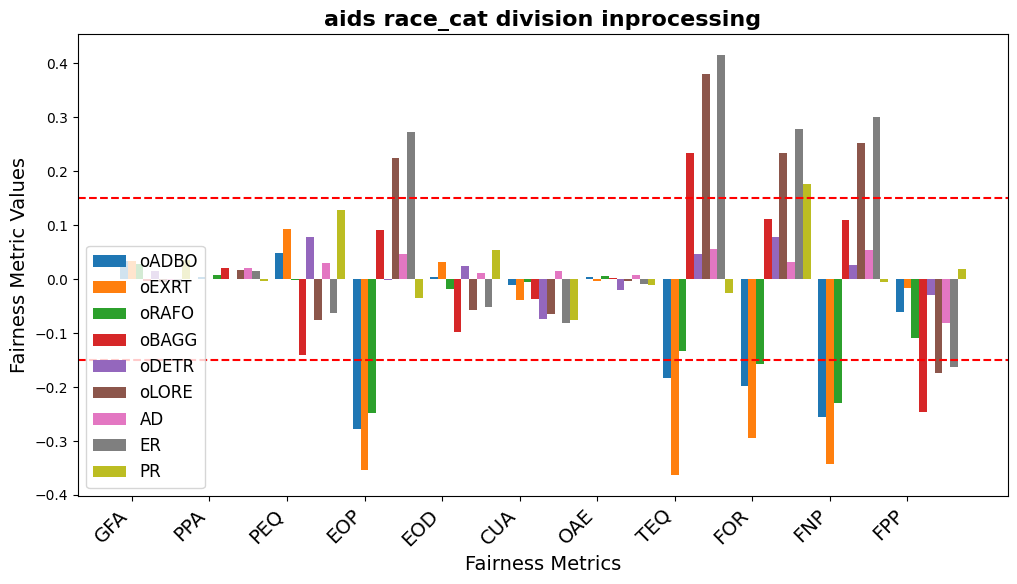 aids race_cat division inprocessing
Fairness Metric Values
0.4
0.3
0.2
0.1
0.0
−0.1
−0.2
−0.3
−0.4
oADBO
oEXRT
oRAFO
oBAGG
oDETR
oLORE
AD
ER
PR
GFA
PPA
PEQ
EOP
EOD
CUA
OAE
TEQ
FOR
FNP
FPP
Fairness Metrics